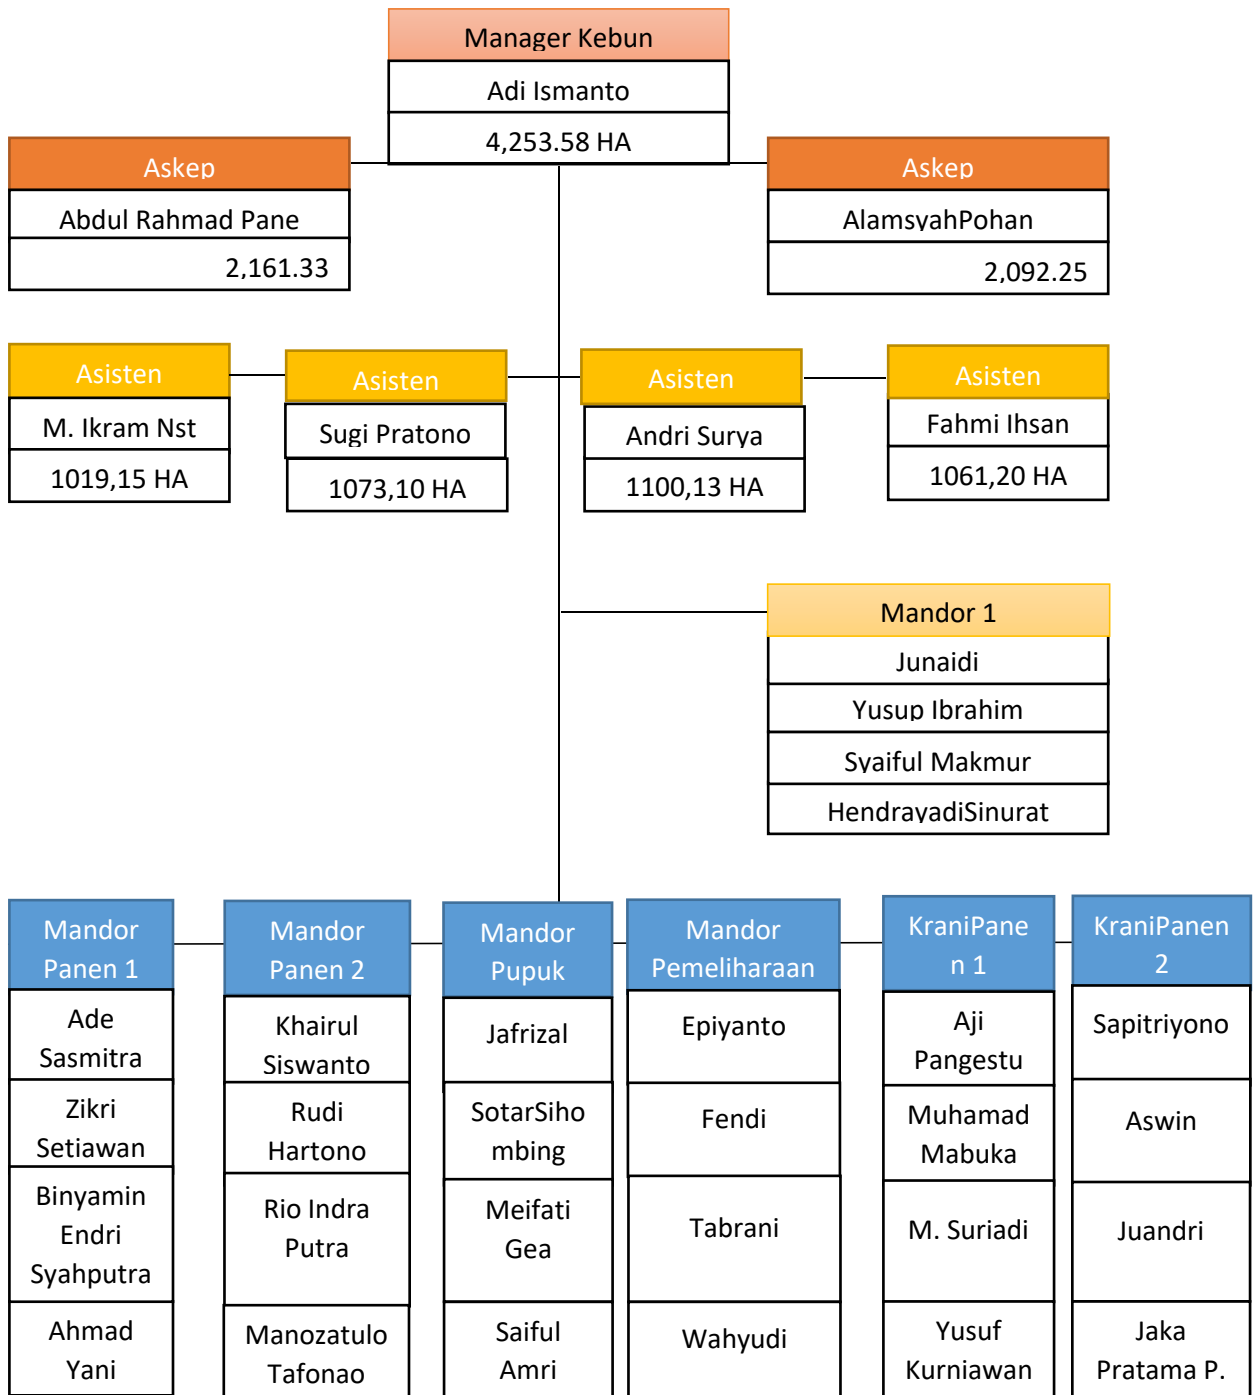 Manager Kebun
Adi Ismanto
4,253.58 HA
Askep
Abdul Rahmad Pane
2,161.33
Askep
AlamsyahPohan
2,092.25
Asisten
M. Ikram Nst
1019,15 HA
Asisten
Sugi Pratono
1073,10 HA
Asisten
Andri Surya
1100,13 HA
Asisten
Fahmi Ihsan
1061,20 HA
Mandor 1
Junaidi
Yusup Ibrahim
Syaiful Makmur
HendrayadiSinurat
Mandor
Panen 1
Ade
Sasmitra
Zikri
Setiawan
Binyamin
Endri
Syahputra
Ahmad
Yani
Mandor
Panen 2
Khairul
Siswanto
Rudi
Hartono
Rio Indra
Putra
Manozatulo
Tafonao
Mandor
Pupuk
Jafrizal
SotarSiho
mbing
Meifati
Gea
Saiful
Amri
Mandor
Pemeliharaan
Epiyanto
Fendi
Tabrani
Wahyudi
KraniPane
n 1
Aji
Pangestu
Muhamad
Mabuka
M. Suriadi
Yusuf
Kurniawan
KraniPanen
2
Sapitriyono
Aswin
Juandri
Jaka
Pratama P.